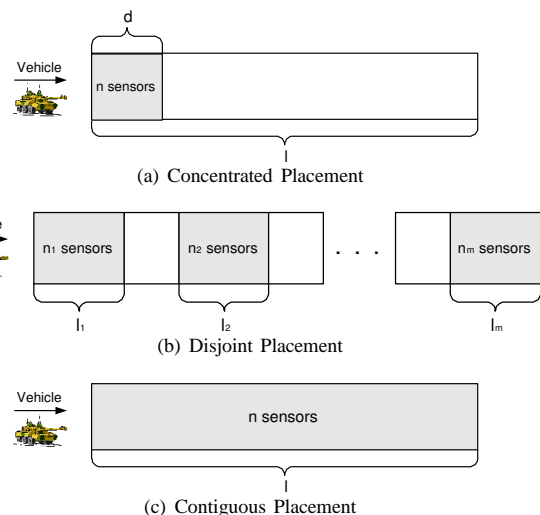 d
Vehicle
n sensors
l
(a) Concentrated Placement
e
n1 sensors
n2 sensors
. . .
nm sensors
l1
l2
lm
(b) Disjoint Placement
Vehicle
n sensors
l
(c) Contiguous Placement